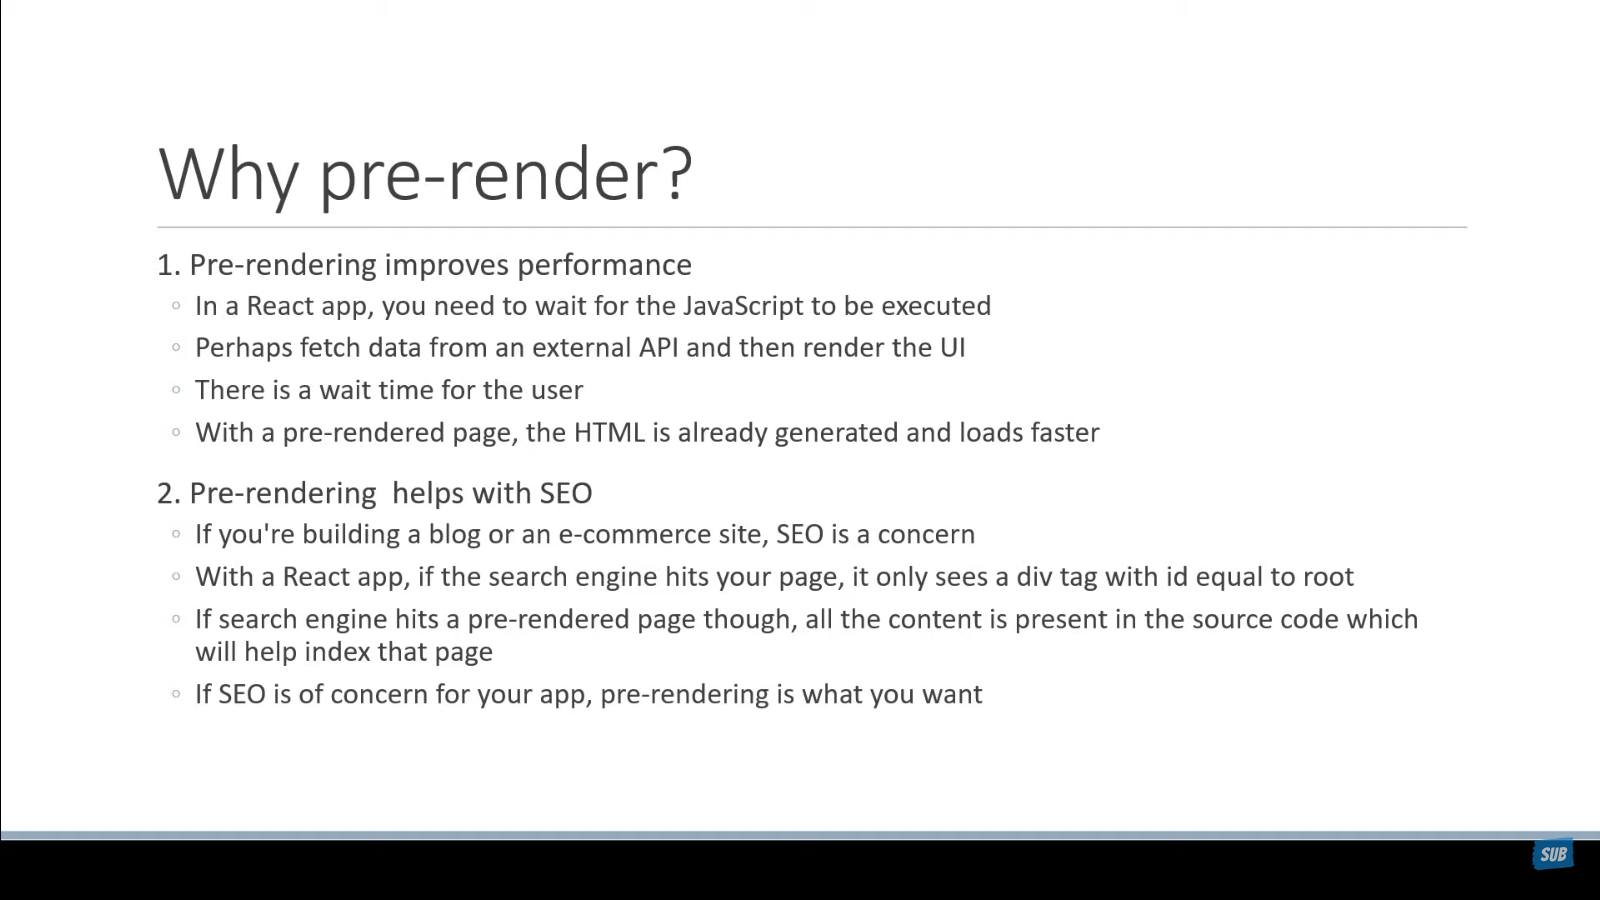 Why pre-render?
1. Pre-rendering improves performance
◦ In a React app, you need to wait for the JavaScript to be executed
◦ Perhaps fetch data from an external API and then render the UI
◦ There is a wait time for the user
◦ With a pre-rendered page, the HTML is already generated and loads faster
2. Pre-rendering  helps with SEO
◦ If you're building a blog or an e-commerce site, SEO is a concern
◦ With a React app, if the search engine hits your page, it only sees a div tag with id equal to root
◦ If search engine hits a pre-rendered page though, all the content is present in the source code which
will help index that page
◦ If SEO is of concern for your app, pre-rendering is what you want
SUB